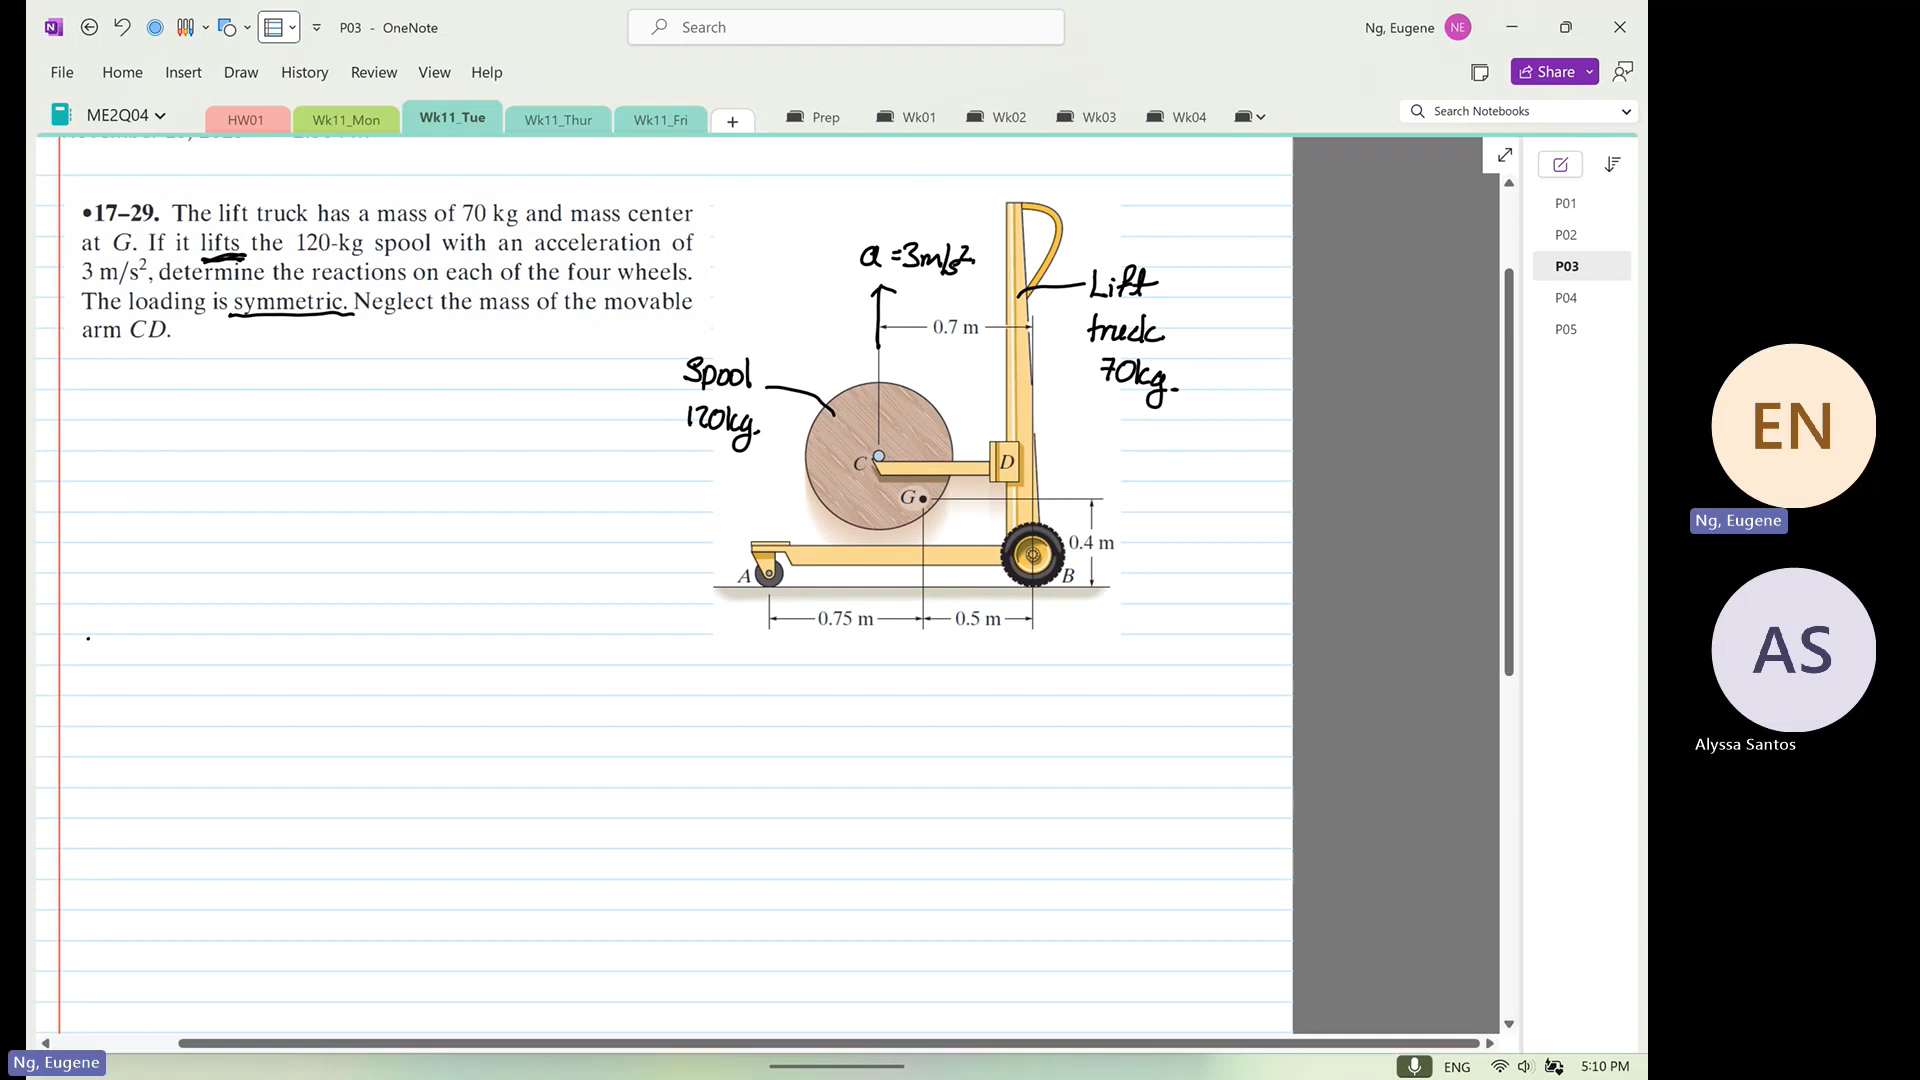 P03 - OneNote
Search
Ng, Eugene
NE
File
Home
Insert
Draw
History
Review
View
Help
Share
ME2Q04
HW01
Wk11_Mon
Wk11_Tue
Wk11_Thur
Wk11_Fri
+
Prep
Wk01
Wk02
Wk03
Wk04
Search Notebooks
P01
P02
P03
P04
P05
•17–29. The lift truck has a mass of 70 kg and mass center
at G. If it lifts the 120-kg spool with an acceleration of
3 m/s², determine the reactions on each of the four wheels.
The loading is symmetric. Neglect the mass of the movable
arm CD.
a = 3m/s².
Lift
truck
70kg.
0.7 m
Spool
120kg.
C
D
G
0.4 m
A
B
0.75 m
0.5 m
EN
Ng, Eugene
AS
Alyssa Santos
Ng, Eugene
ENG
5:10 PM